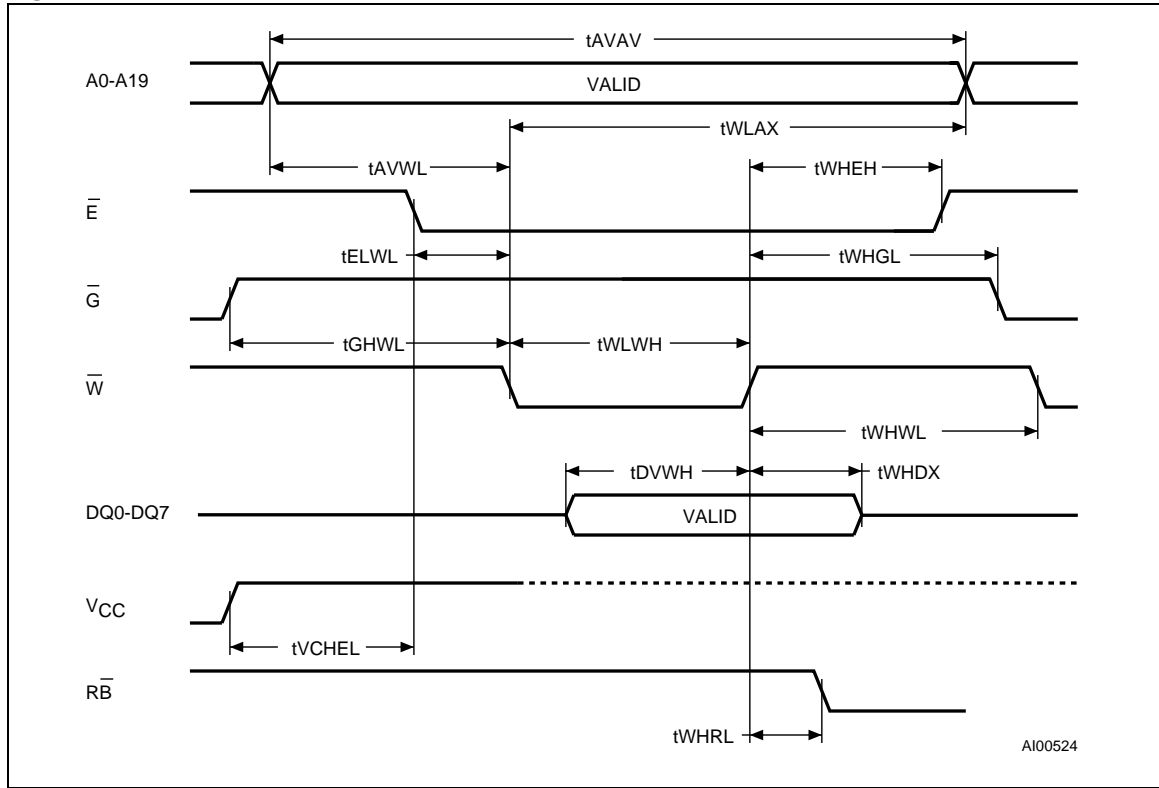 tAVAV
A0-A19
VALID
tWLAX
tAVWL
tWHEH
E̅
tELWL
tWHGL
G̅
tGHWL
tWLWH
W̅
tWHWL
tDVWH
tWHDX
DQ0-DQ7
VALID
VCC
tVCHEL
RB̅
tWHRL
AI00524